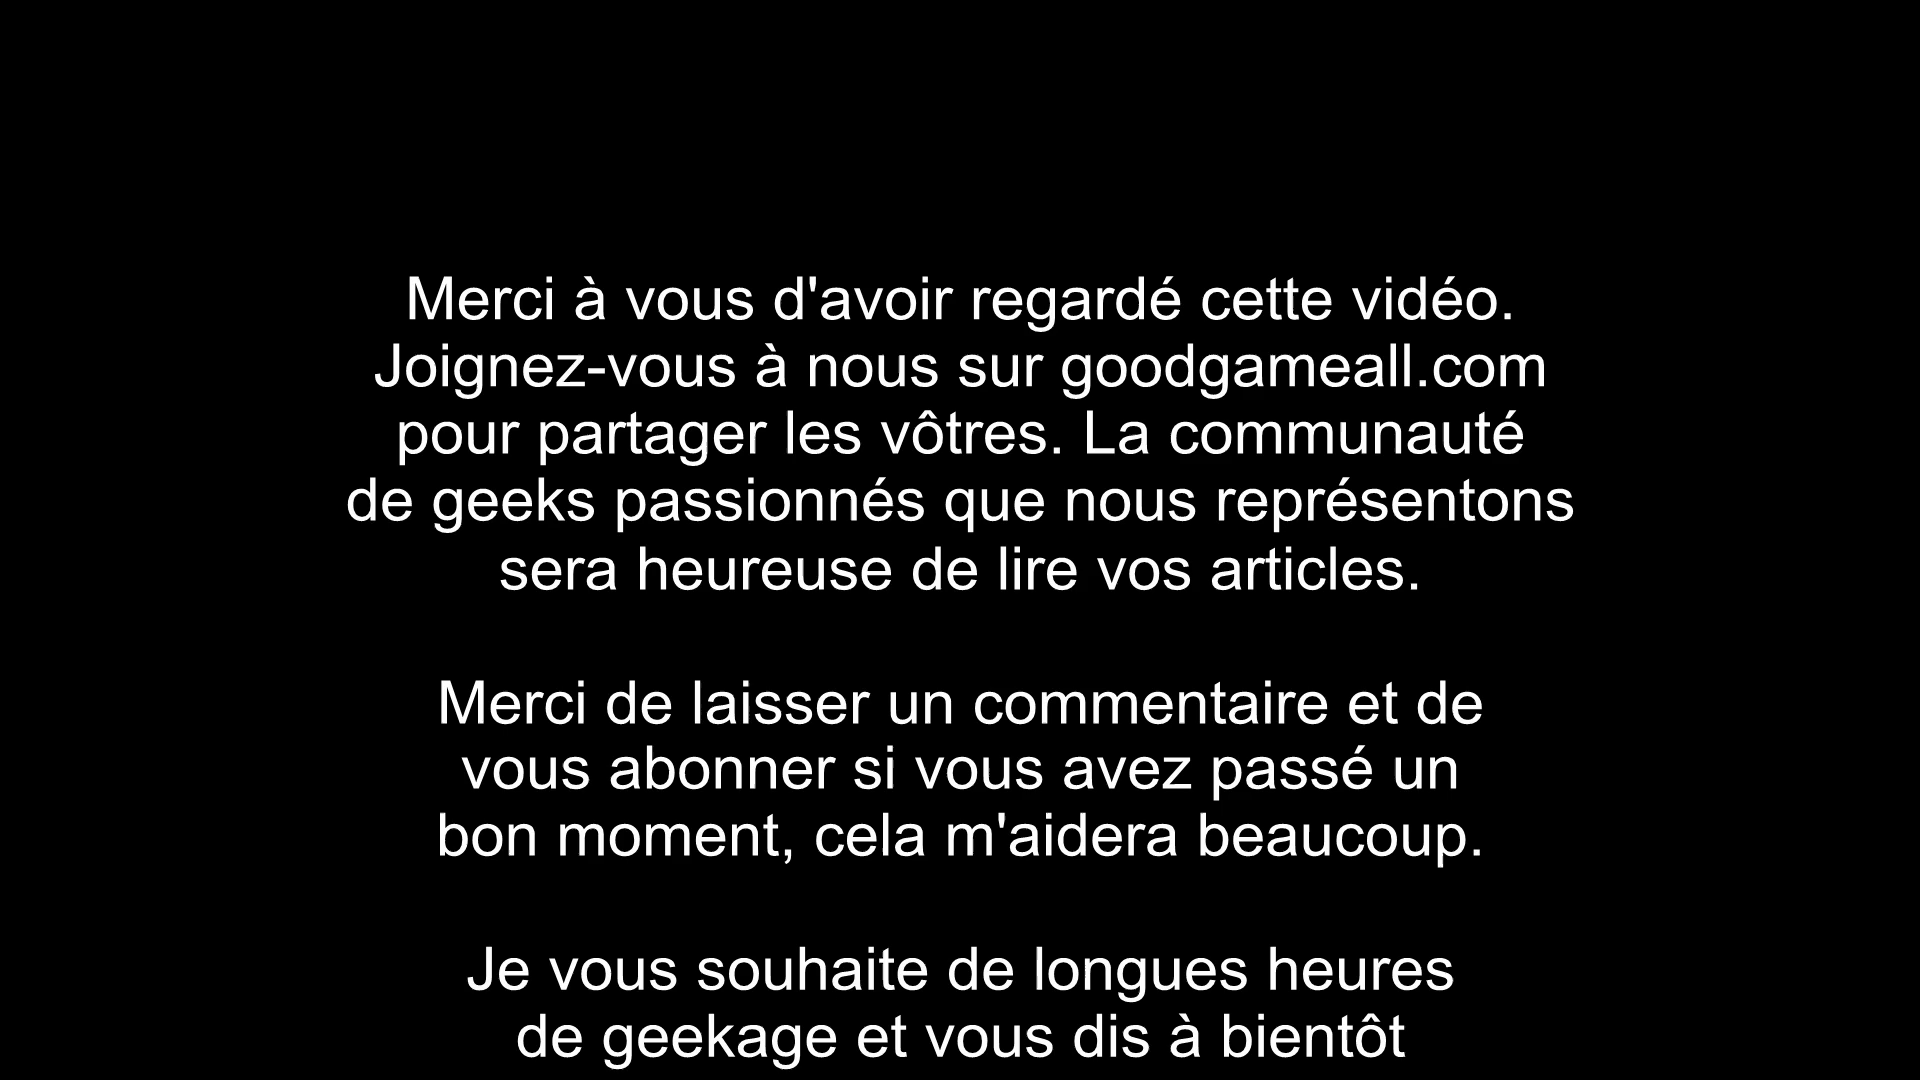 Merci à vous d'avoir regardé cette vidéo.
Joignez-vous à nous sur goodgameall.com
pour partager les vôtres. La communauté
de geeks passionnés que nous représentons
sera heureuse de lire vos articles.
Merci de laisser un commentaire et de
vous abonner si vous avez passé un
bon moment, cela m'aidera beaucoup.
Je vous souhaite de longues heures
de geekage et vous dis à bientôt